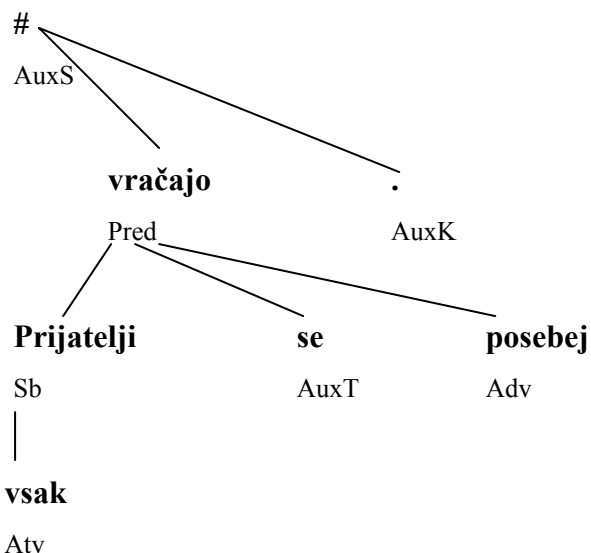 #
AuxS
vračajo .
Pred AuxK
Prijatelji se posebej
Sb AuxT Adv
vsak
Atv